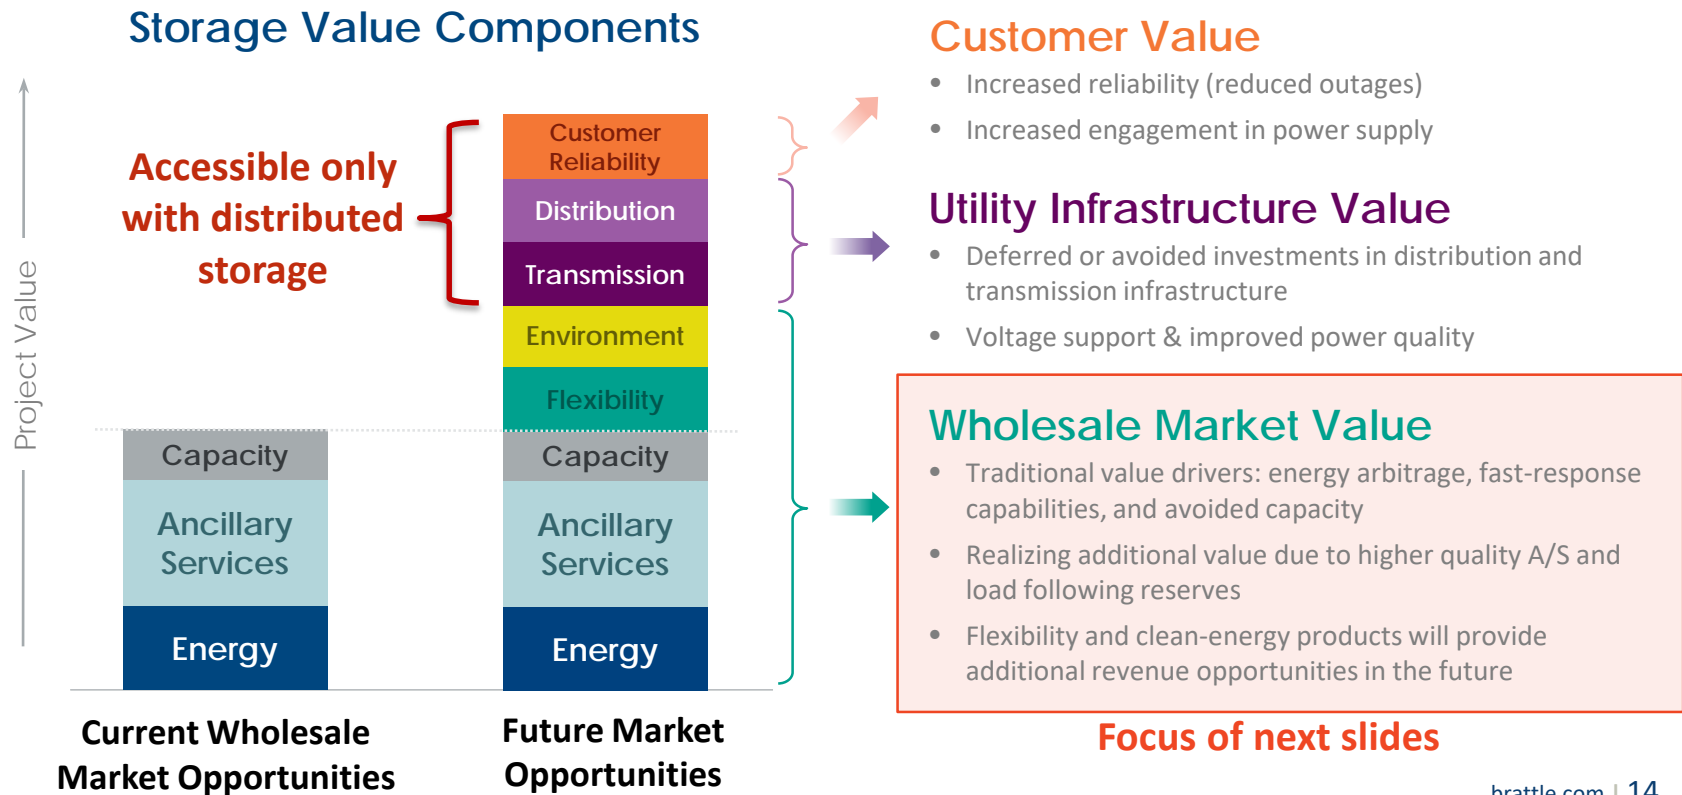 Storage Value Components
Project Value
Accessible only
with distributed
storage
Capacity
Ancillary
Services
Energy
Current Wholesale
Market Opportunities
Customer
Reliability
Distribution
Transmission
Environment
Flexibility
Capacity
Ancillary
Services
Energy
Future Market
Opportunities
Customer Value
• Increased reliability (reduced outages)
• Increased engagement in power supply
Utility Infrastructure Value
• Deferred or avoided investments in distribution and
transmission infrastructure
• Voltage support & improved power quality
Wholesale Market Value
• Traditional value drivers: energy arbitrage, fast-response
capabilities, and avoided capacity
• Realizing additional value due to higher quality A/S and
load following reserves
• Flexibility and clean-energy products will provide
additional revenue opportunities in the future
Focus of next slides
brattle.com | 14